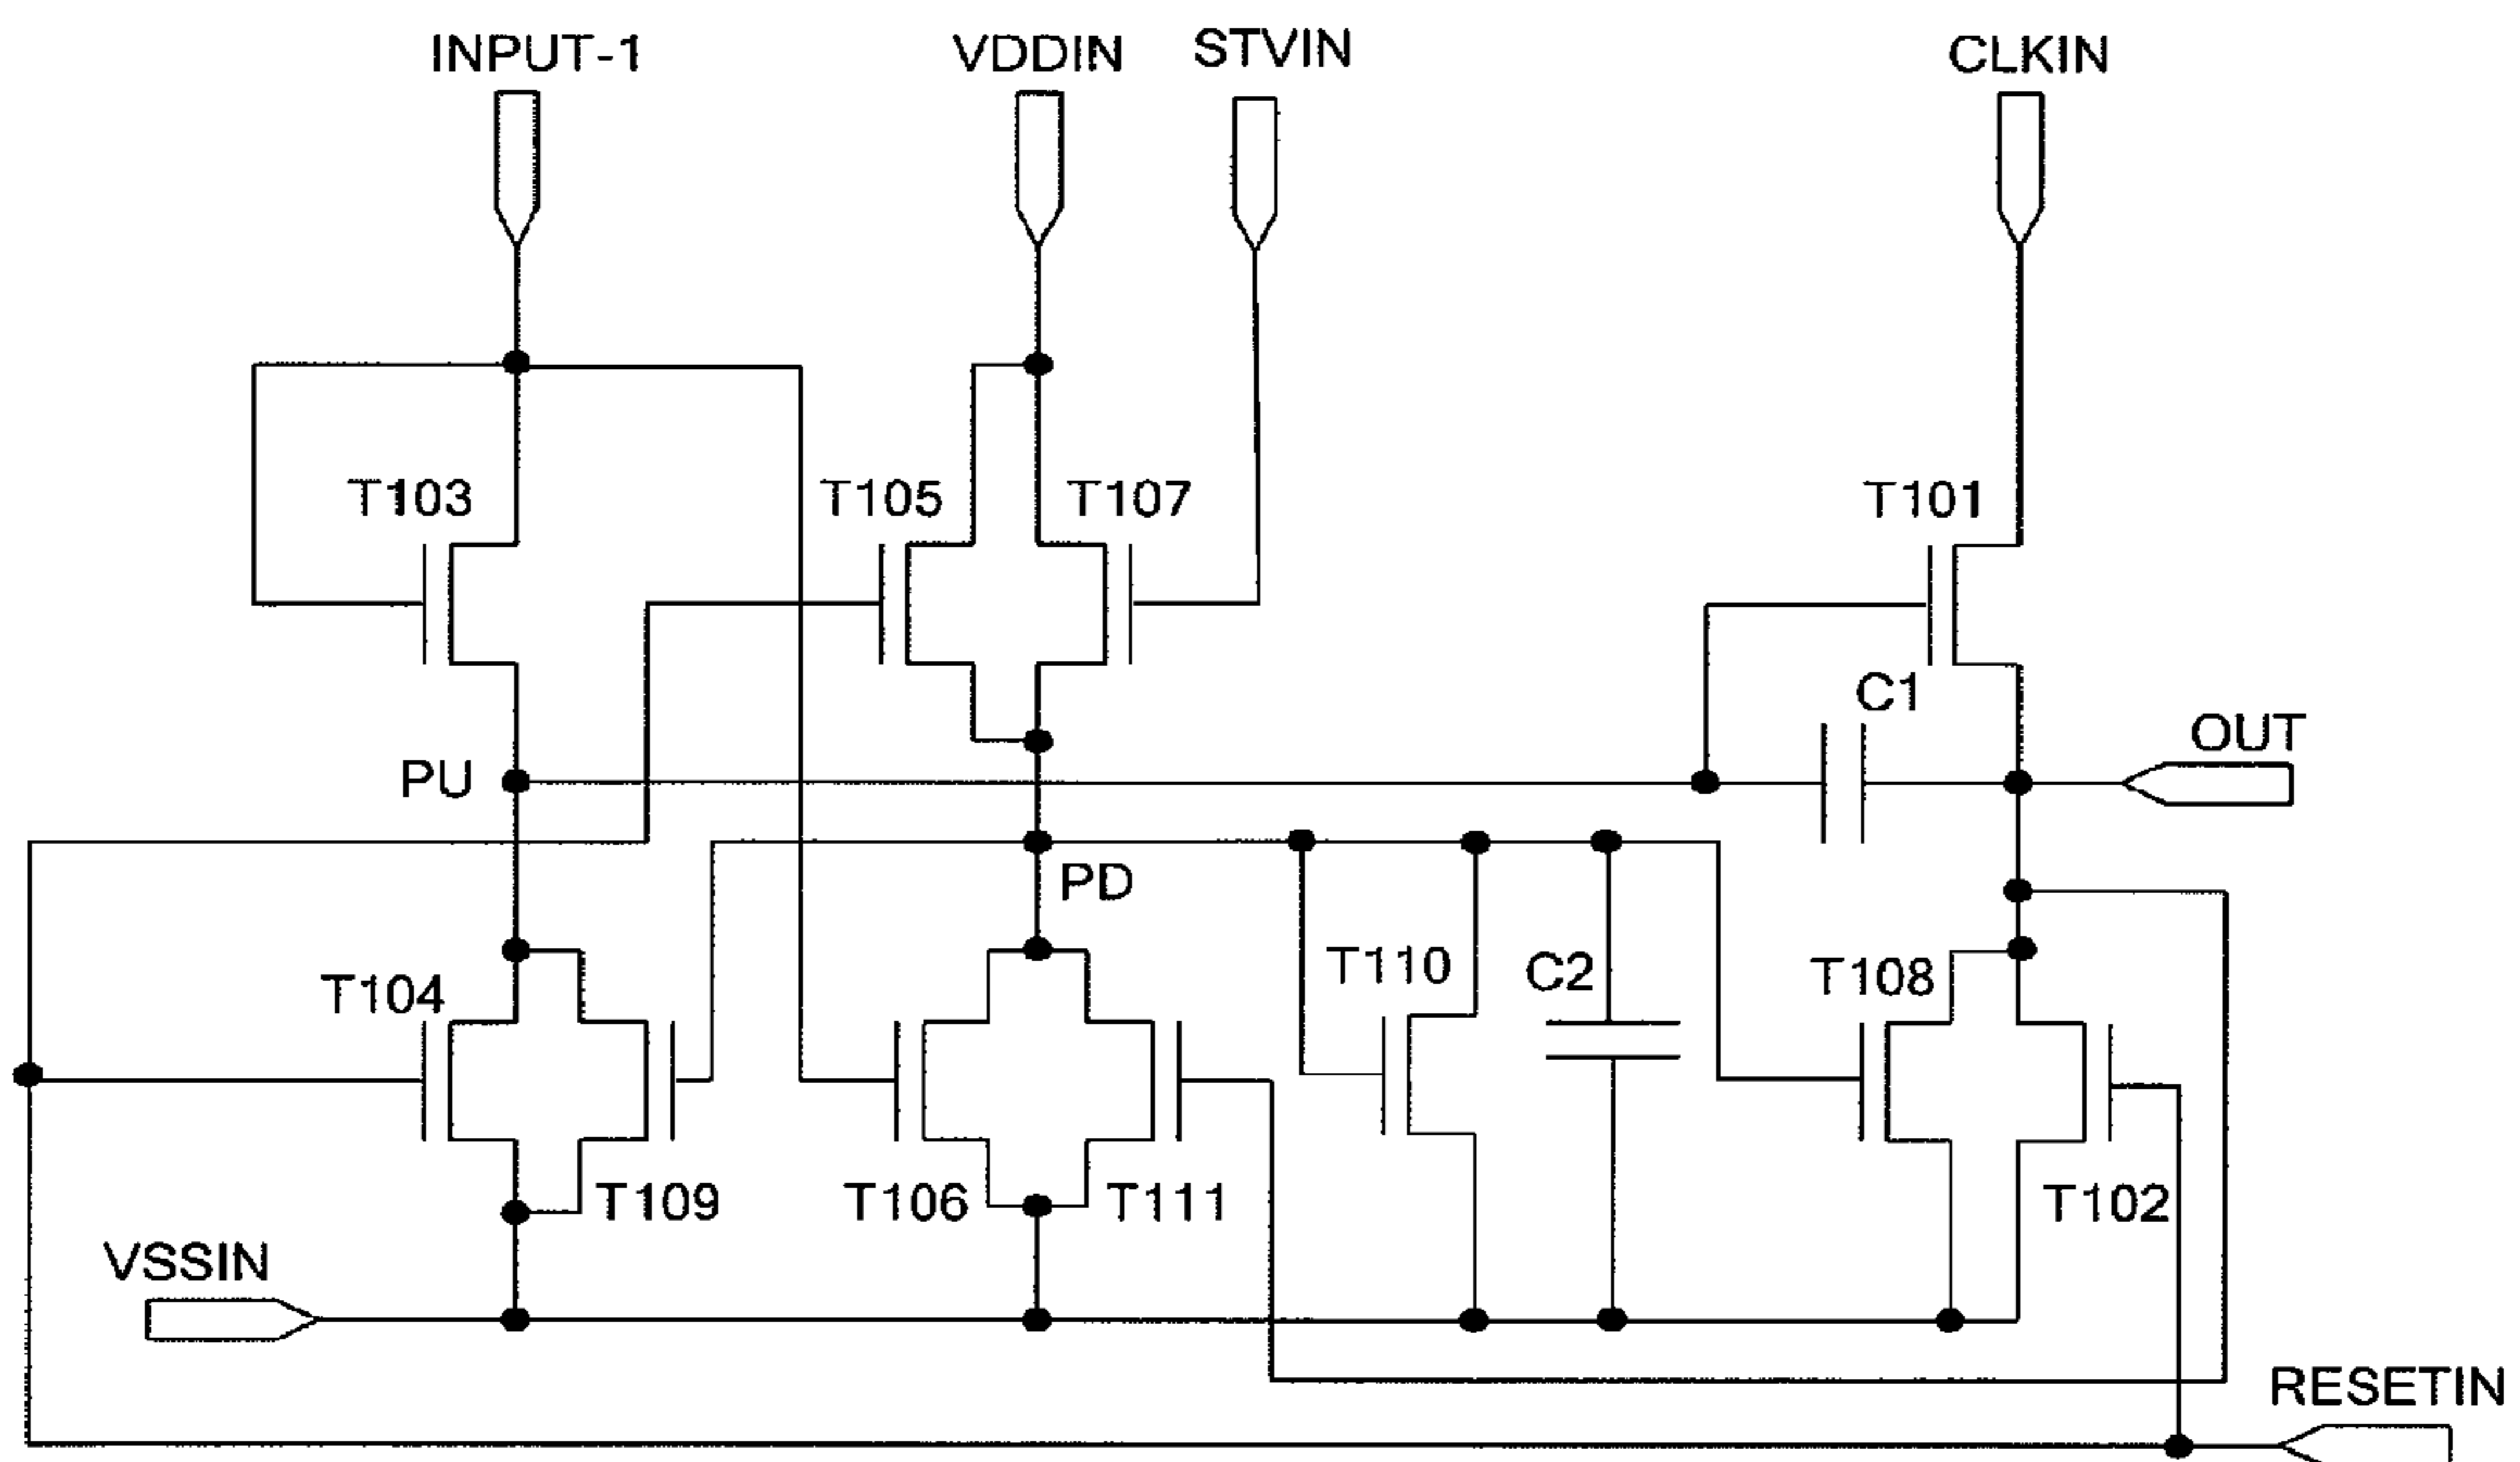 INPUT-1
VDDIN
STVIN
CLKIN
T103
T105
T107
T101
C1
OUT
PU
PD
T104
T110
C2
T108
T109
T106
T111
T102
VSSIN
RESETIN